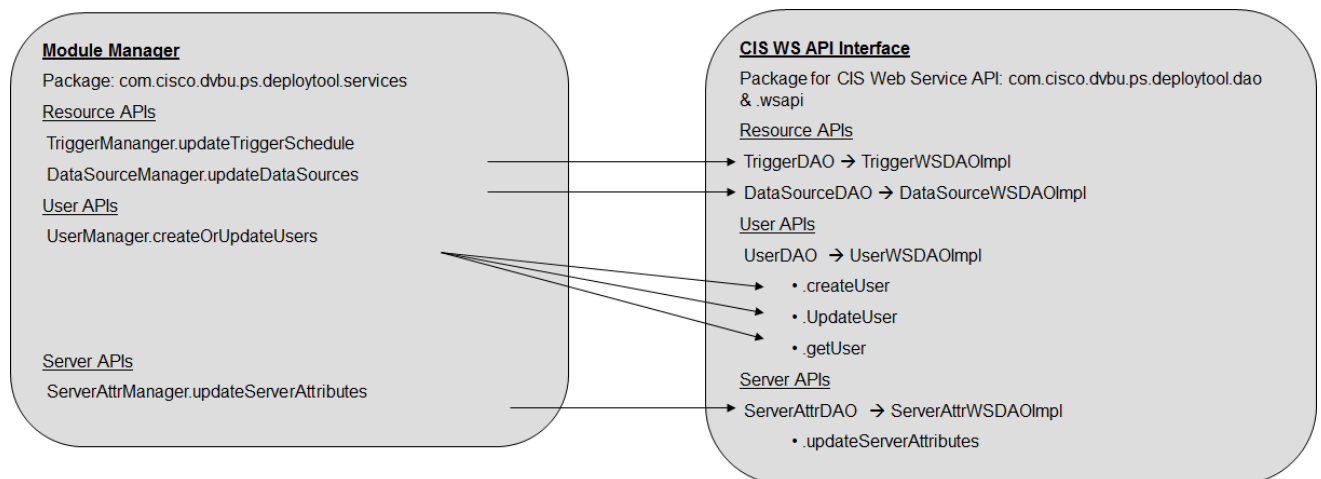 Module Manager
Package: com.cisco.dvbu.ps.deploytool.services
Resource APIs
TriggerMananger.updateTriggerSchedule
DataSourceManager.updateDataSources
User APIs
UserManager.createOrUpdateUsers
Server APIs
ServerAttrManager.updateServerAttributes
CIS WS API Interface
Package for CIS Web Service API: com.cisco.dvbu.ps.deploytool.dao
& .wsapi
Resource APIs
TriggerDAO → TriggerWSDAOImpl
DataSourceDAO → DataSourceWSDAOImpl
User APIs
UserDAO → UserWSDAOImpl
• .createUser
• .UpdateUser
• .getUser
Server APIs
ServerAttrDAO → ServerAttrWSDAOImpl
• .updateServerAttributes